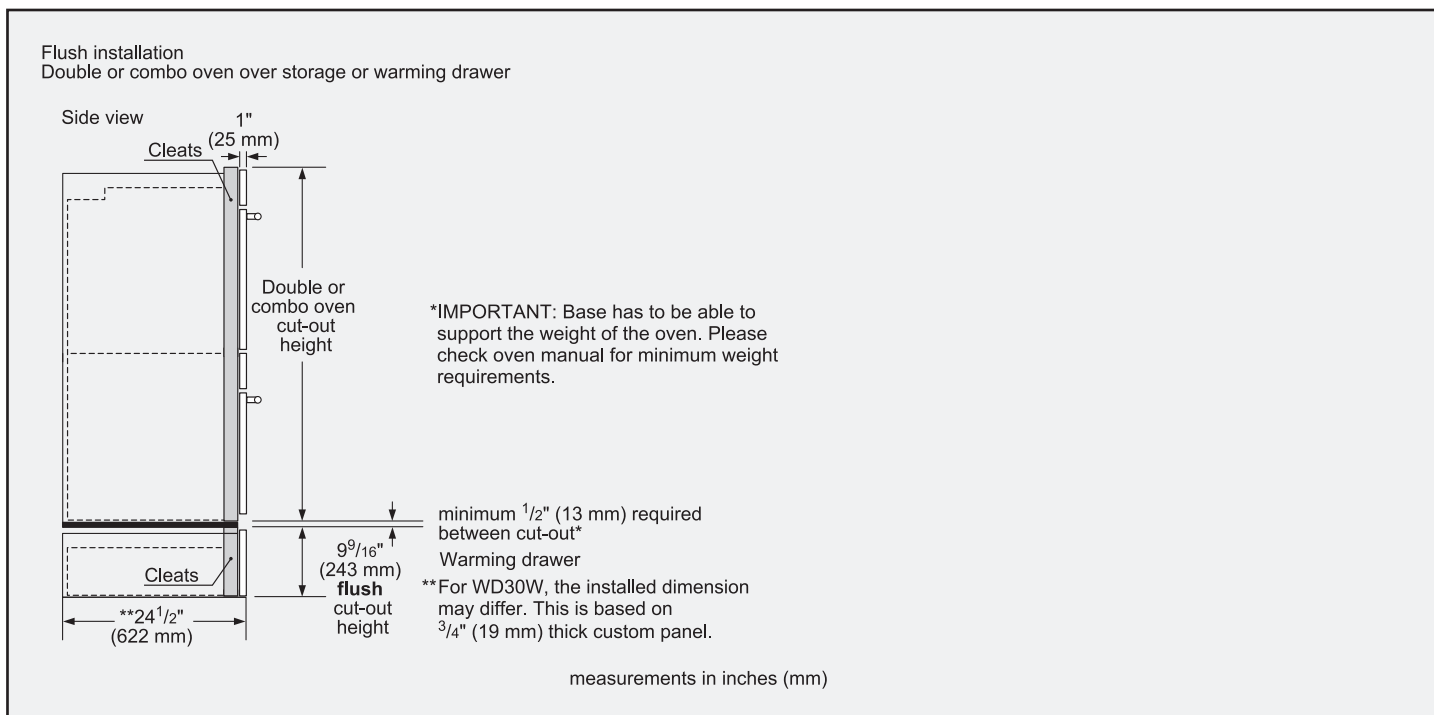 Flush installation
Double or combo oven over storage or warming drawer
Side view
1"
(25 mm)
Cleats
Double or
combo oven
cut-out
height
*IMPORTANT: Base has to be able to
support the weight of the oven. Please
check oven manual for minimum weight
requirements.
minimum 1/2" (13 mm) required
between cut-out*
9 9/16"
(243 mm)
flush
cut-out
height
Warming drawer
Cleats
**For WD30W, the installed dimension
may differ. This is based on
3/4" (19 mm) thick custom panel.
**24 1/2"
(622 mm)
measurements in inches (mm)